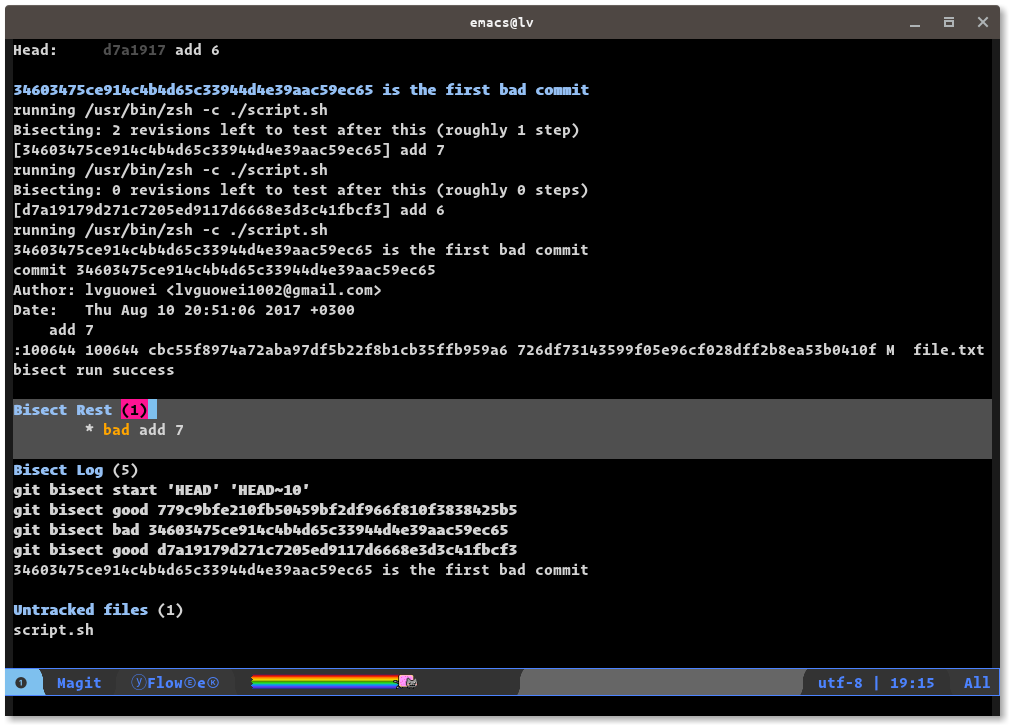 emacs@lv
Head:     d7a1917 add 6
34603475ce914c4b4d65c33944d4e39aac59ec65 is the first bad commit
running /usr/bin/zsh -c ./script.sh
Bisecting: 2 revisions left to test after this (roughly 1 step)
[34603475ce914c4b4d65c33944d4e39aac59ec65] add 7
running /usr/bin/zsh -c ./script.sh
Bisecting: 0 revisions left to test after this (roughly 0 steps)
[d7a19179d271c7205ed9117d6668e3d3c41fbcf3] add 6
running /usr/bin/zsh -c ./script.sh
34603475ce914c4b4d65c33944d4e39aac59ec65 is the first bad commit
commit 34603475ce914c4b4d65c33944d4e39aac59ec65
Author: lvguowei <lvguowei1002@gmail.com>
Date:   Thu Aug 10 20:51:06 2017 +0300
    add 7
:100644 100644 cbc55f8974a72aba97df5b22f8b1cb35ffb959a6 726df73143599f05e96cf028dff2b8ea53b0410f M  file.txt
bisect run success
Bisect Rest (1)
        * bad add 7
Bisect Log (5)
git bisect start 'HEAD' 'HEAD~10'
git bisect good 779c9bfe210fb50459bf2df966f810f3838425b5
git bisect bad 34603475ce914c4b4d65c33944d4e39aac59ec65
git bisect good d7a19179d271c7205ed9117d6668e3d3c41fbcf3
34603475ce914c4b4d65c33944d4e39aac59ec65 is the first bad commit
Untracked files (1)
script.sh
❶ Magit ⓨFlowⒺeⓀ utf-8 | 19:15 All